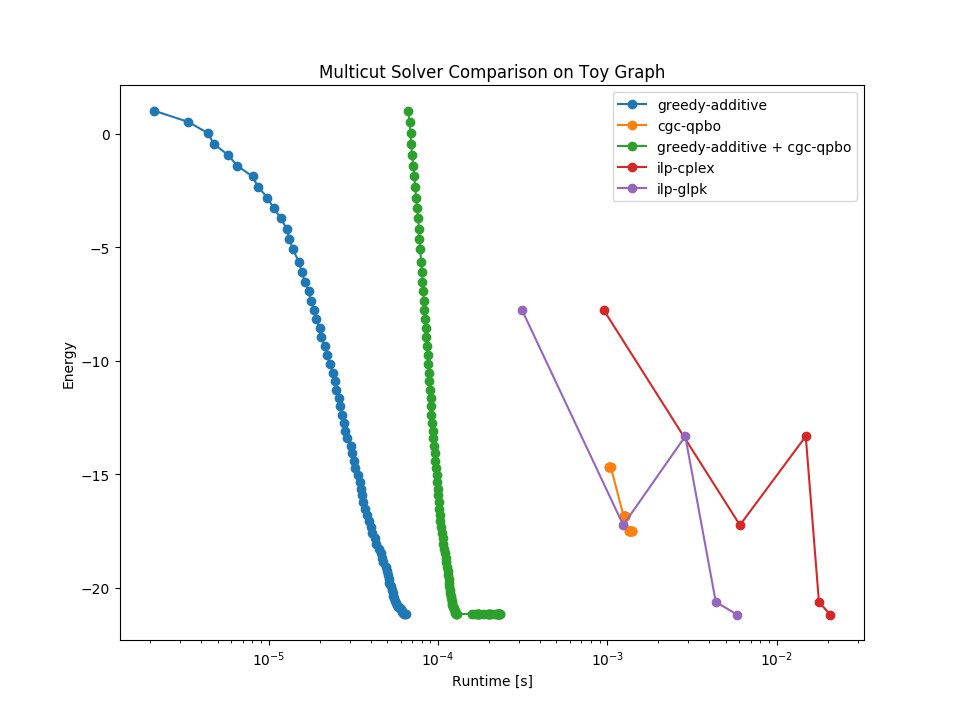 Multicut Solver Comparison on Toy Graph
greedy-additive
cgc-qpbo
greedy-additive + cgc-qpbo
ilp-cplex
ilp-glpk
Energy
0
−5
−10
−15
−20
10⁻⁵ 10⁻⁴ 10⁻³ 10⁻²
Runtime [s]